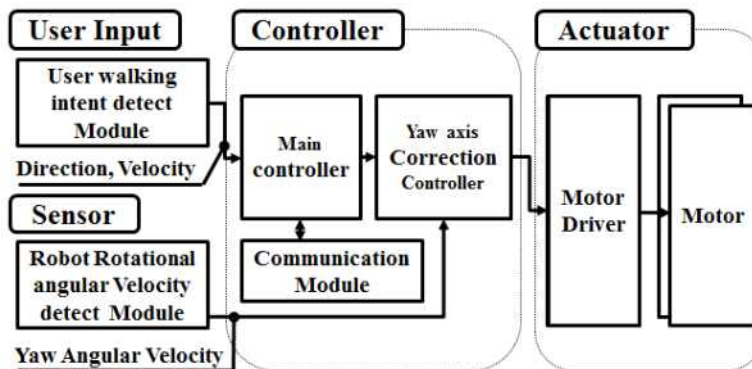 User Input
User walking
intent detect
Module
Direction, Velocity
Sensor
Robot Rotational
angular Velocity
detect Module
Yaw Angular Velocity
Controller
Main
controller
Yaw axis
Correction
Controller
Communication
Module
Actuator
Motor
Driver
Motor